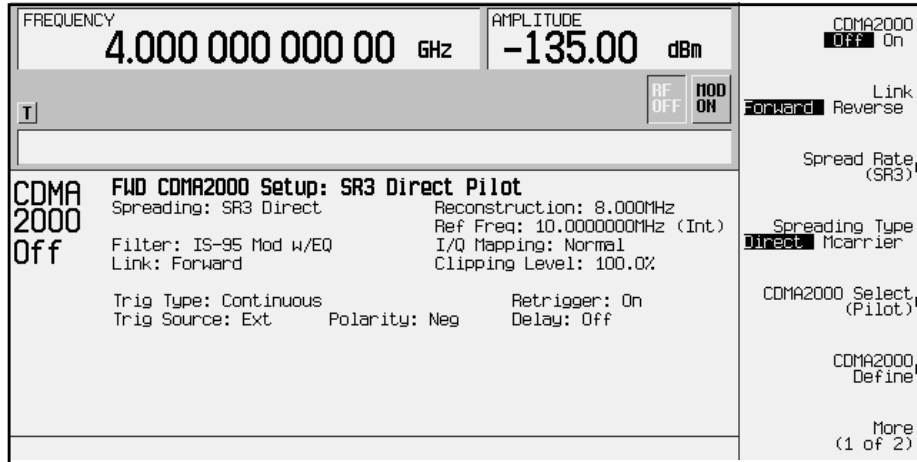 FREQUENCY
4.000 000 000 00 GHz
AMPLITUDE
-135.00 dBm
T
RF OFF
MOD ON
CDMA 2000 Off
FWD CDMA2000 Setup: SR3 Direct Pilot
Spreading: SR3 Direct
Reconstruction: 8.000MHz
Ref Freq: 10.0000000MHz (Int)
Filter: IS-95 Mod w/EQ
I/Q Mapping: Normal
Link: Forward
Clipping Level: 100.0%
Trig Type: Continuous
Retrigger: On
Trig Source: Ext
Polarity: Neg
Delay: Off
CDMA2000
Off On
Link
Forward Reverse
Spread Rate
(SR3)
Spreading Type
Direct Mcarrier
CDMA2000 Select
(Pilot)
CDMA2000
Define
More
(1 of 2)